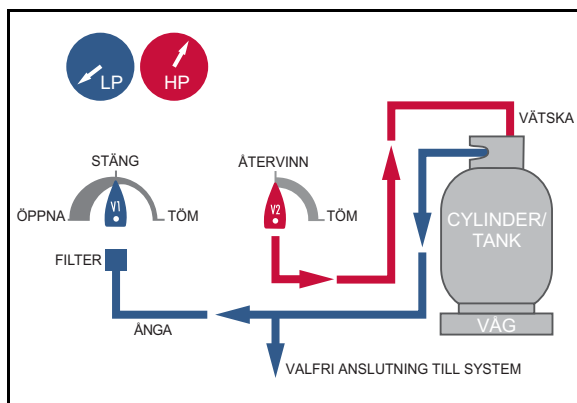 LP
HP
VÄTSKA
STÄNG
ÅTERVINN
V1
V2
ÖPPNA
TÖM
TÖM
CYLINDER/
TANK
FILTER
VÅG
ÅNGA
VALFRI ANSLUTNING TILL SYSTEM